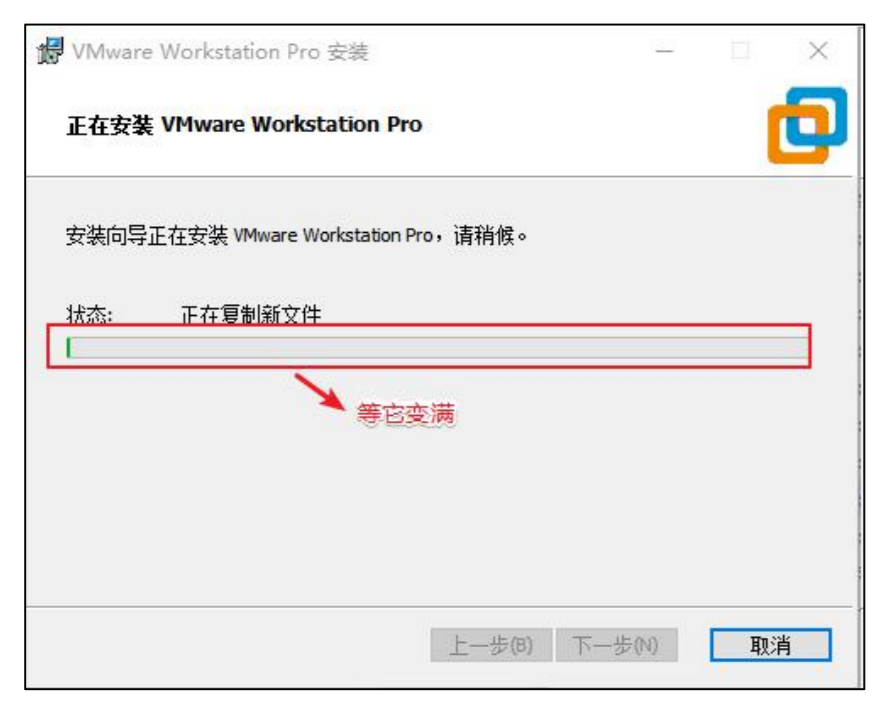 VMware Workstation Pro 安装
正在安装 VMware Workstation Pro
安装向导正在安装 VMware Workstation Pro，请稍候。
状态: 正在复制新文件
等它变满
上一步(B) 下一步(N) 取消